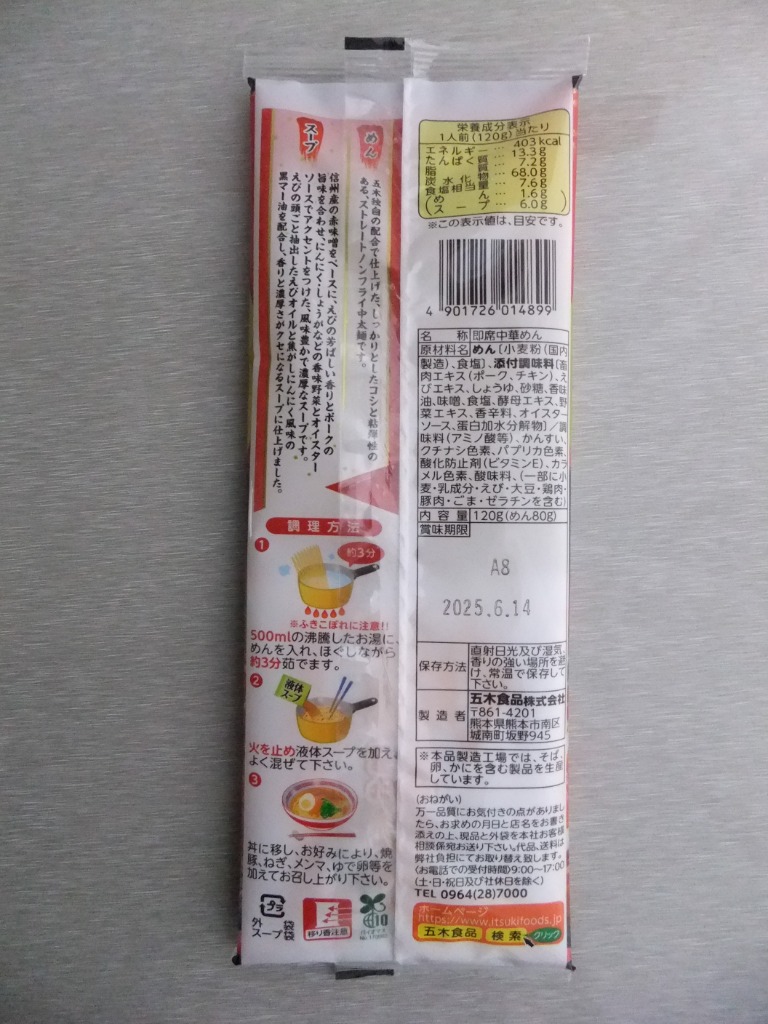 めん
五木独自の配合で仕上げた、しっかりとしたコシと粘弾性の
ある、ストレートノンフライ中太麺です。
スープ
信州産の赤味噌をベースに、えびの芳ばしい香りとポークの
旨味を合わせ、にんにく・しょうがなどの香味野菜とオイスター
ソースでアクセントをつけた、風味豊かで濃厚なスープです。
えびの頭ごと抽出したえびオイルと焦がしにんにく風味の
黒マー油を配合し、香りと濃厚さがクセになるスープに仕上げました。
調理方法
1
約3分
※ふきこぼれに注意!!
500mlの沸騰したお湯に、
めんを入れ、ほぐしながら
約3分茹でます。
2
液体
スープ
火を止め液体スープを加え、
よく混ぜて下さい。
3
丼に移し、お好みにより、焼
豚、ねぎ、メンマ、ゆで卵等を
加えてお召し上がり下さい。
プラ
外 袋
スープ袋
移り香注意
10
栄養成分表示
1人前(120g)当たり
エネルギー… 403kcal
たんぱく質… 13.3g
脂質… 7.2g
炭水化物… 68.0g
食塩相当量… 7.6g
(めん… 1.6g
スープ… 6.0g)
※この表示値は、目安です。
4 901726 014899
名 称 即席中華めん
原材料名 めん〔小麦粉(国内
製造)、食塩〕、添付調味料〔畜
肉エキス(ポーク、チキン)、え
びエキス、しょうゆ、砂糖、香味
油、味噌、食塩、酵母エキス、野
菜エキス、香辛料、オイスター
ソース、蛋白加水分解物〕/調
味料(アミノ酸等)、かんすい、
クチナシ色素、パプリカ色素、
酸化防止剤(ビタミンE)、カラ
メル色素、酸味料、(一部に小
麦・乳成分・えび・大豆・鶏肉・
豚肉・ごま・ゼラチンを含む)
内容量 120g(めん80g)
賞味期限
A8
2025.6.14
保存方法 直射日光及び湿気、
香りの強い場所を避
け、常温で保存して
下さい。
製造者 五木食品株式会社
〒861-4201
熊本県熊本市南区
城南町坂野945
※本品製造工場では、そば、
卵、かにを含む製品を生産
しています。
(おねがい)
万一品質にお気付きの点がありまし
たら、お求めの月日と店名をお書き
添えの上、現品と外袋を本社お客様
相談係宛お送り下さい。代品、送料は
弊社負担にてお取り替え致します。
(お電話での受付時間)9:00〜17:00
(土・日・祝日及び社休日を除く)
TEL 0964(28)7000
ホームページ
https://www.itsukifoods.jp
五木食品 検索 クリック